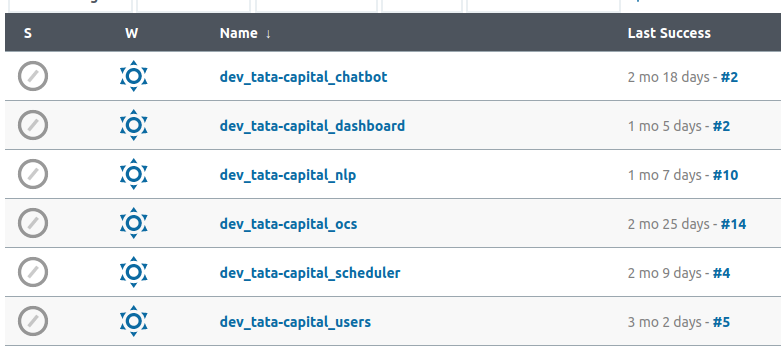 S W Name ↓ Last Success
dev_tata-capital_chatbot 2 mo 18 days - #2
dev_tata-capital_dashboard 1 mo 5 days - #2
dev_tata-capital_nlp 1 mo 7 days - #10
dev_tata-capital_ocs 2 mo 25 days - #14
dev_tata-capital_scheduler 2 mo 9 days - #4
dev_tata-capital_users 3 mo 2 days - #5